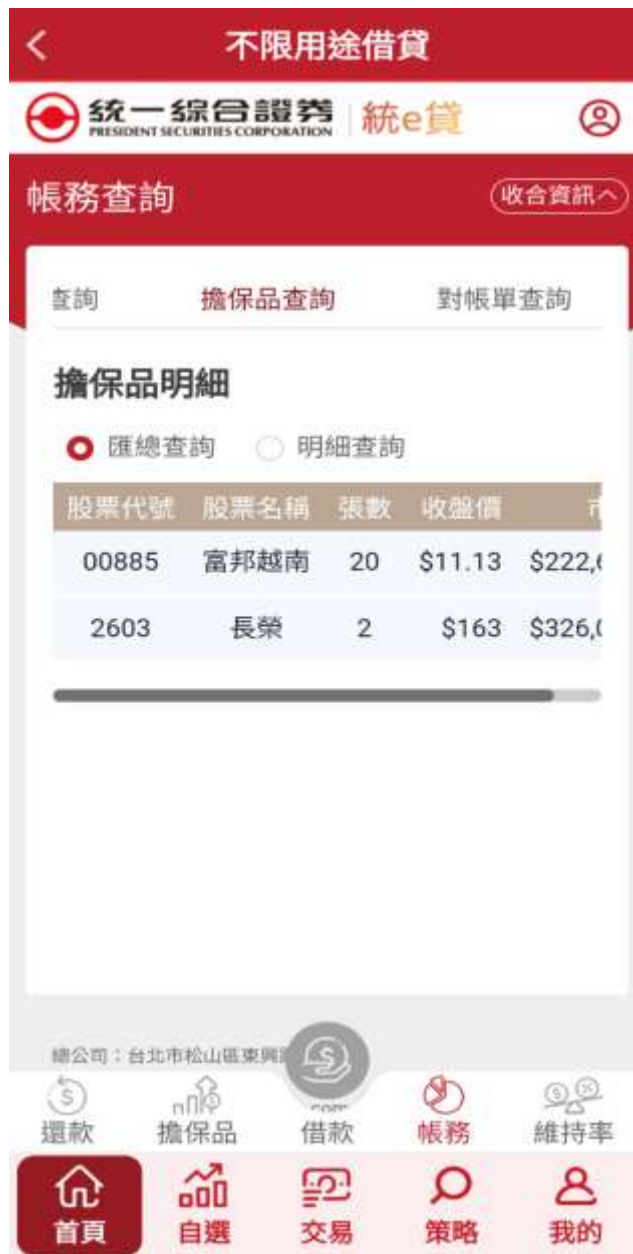 不限用途借貸
統一綜合證券 統e貸
PRESIDENT SECURITIES CORPORATION
帳務查詢 收合資訊
查詢 擔保品查詢 對帳單查詢
擔保品明細
匯總查詢 明細查詢
股票代號 股票名稱 張數 收盤價
00885 富邦越南 20 $11.13 $222,6
2603 長榮 2 $163 $326,0
總公司：台北市松山區東興
還款 擔保品 借款 帳務 維持率
首頁 自選 交易 策略 我的